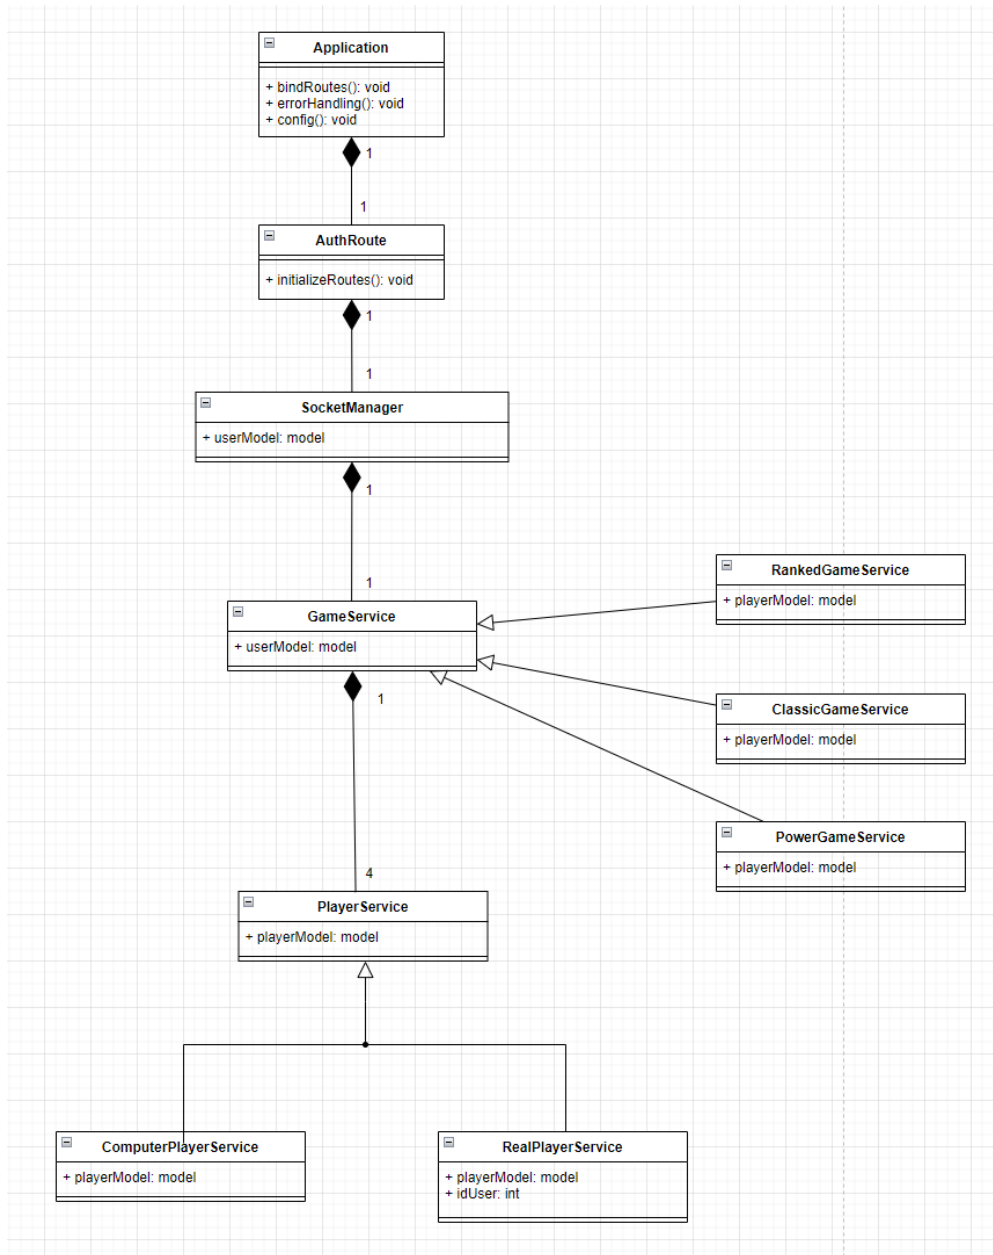 Application
+ bindRoutes(): void
+ errorHandling(): void
+ config(): void
1
1
AuthRoute
+ initializeRoutes(): void
1
1
SocketManager
+ userModel: model
1
1
GameService
+ userModel: model
1
RankedGameService
+ playerModel: model
ClassicGameService
+ playerModel: model
PowerGameService
+ playerModel: model
4
PlayerService
+ playerModel: model
ComputerPlayerService
+ playerModel: model
RealPlayerService
+ playerModel: model
+ idUser: int